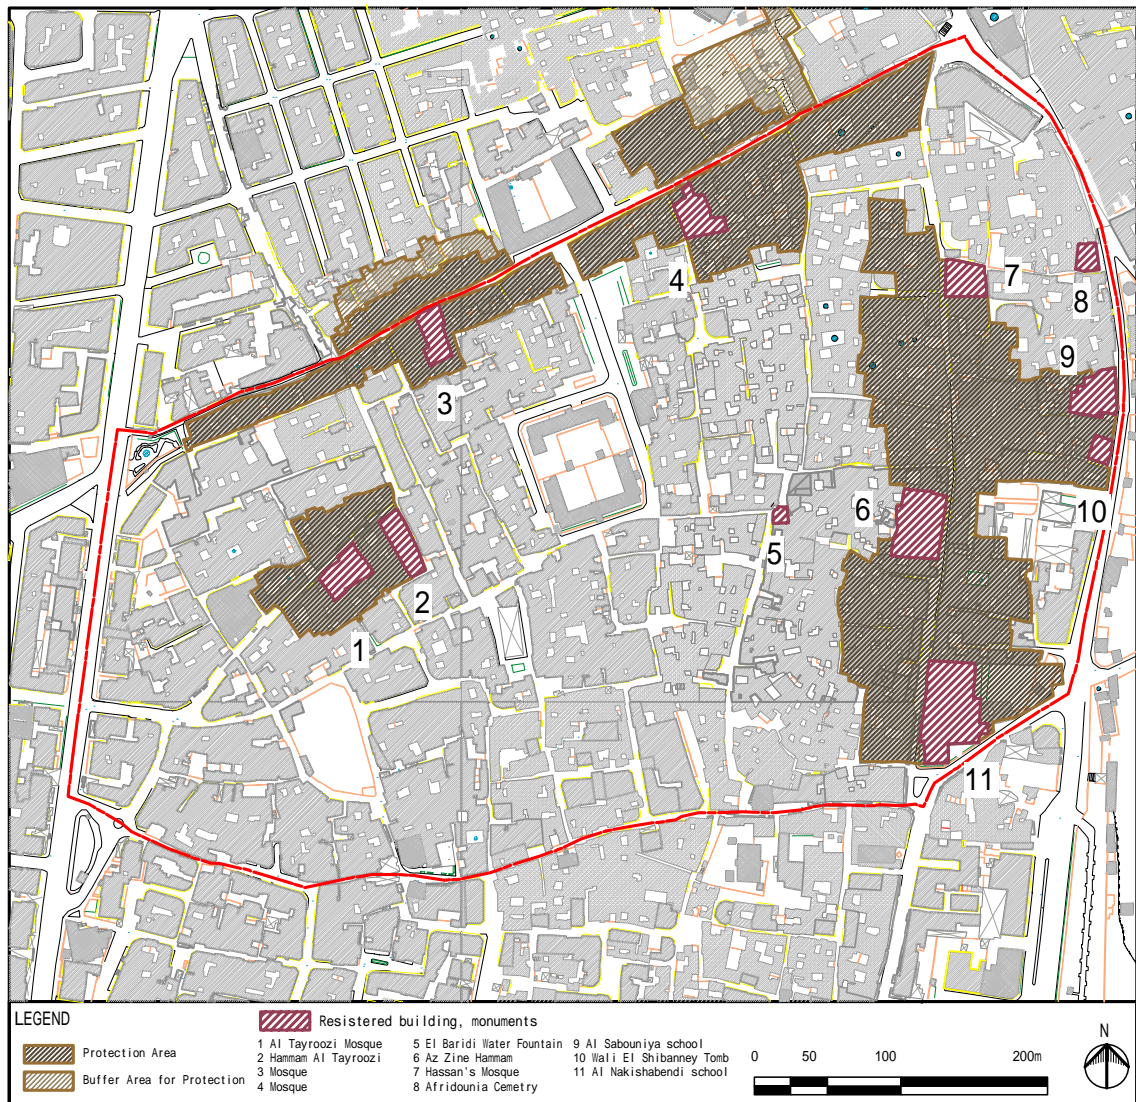 4
7
8
9
3
6
10
5
2
1
11
LEGEND
Resistered building, monuments
Protection Area
Buffer Area for Protection
1 Al Tayroozi Mosque
2 Hammam Al Tayroozi
3 Mosque
4 Mosque
5 El Baridi Water Fountain
6 Az Zine Hammam
7 Hassan's Mosque
8 Afridounia Cemetry
9 Al Sabouniya school
10 Wali El Shibanney Tomb
11 Al Nakishabendi school
0 50 100 200m
N